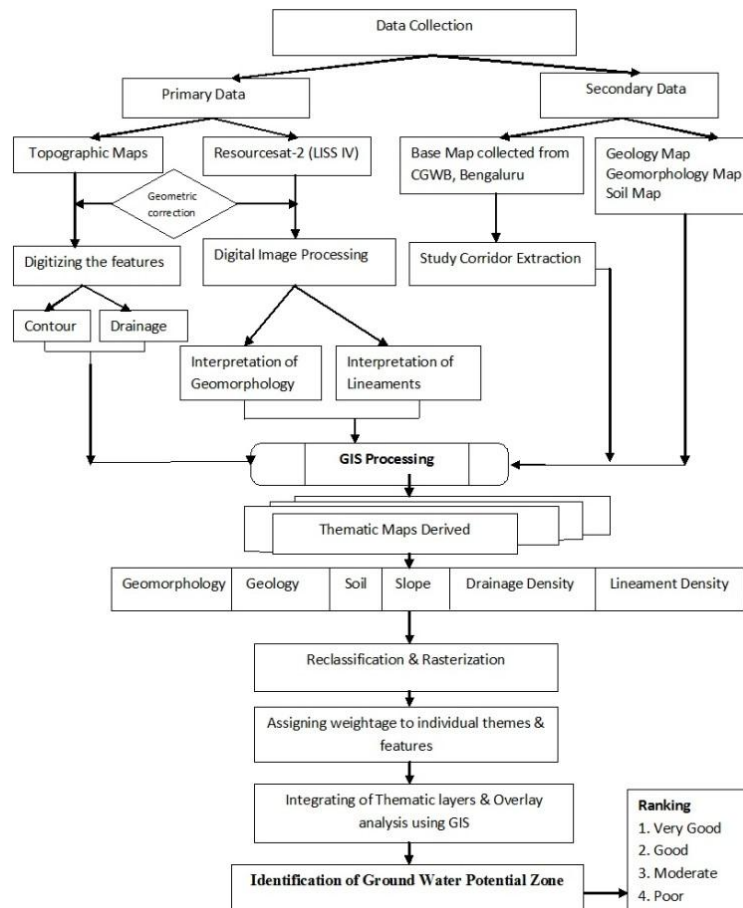 Data Collection
Primary Data
Secondary Data
Topographic Maps
Resourcesat-2 (LISS IV)
Base Map collected from
CGWB, Bengaluru
Geology Map
Geomorphology Map
Soil Map
Geometric
correction
Digitizing the features
Digital Image Processing
Study Corridor Extraction
Contour
Drainage
Interpretation of
Geomorphology
Interpretation of
Lineaments
GIS Processing
Thematic Maps Derived
Geomorphology
Geology
Soil
Slope
Drainage Density
Lineament Density
Reclassification & Rasterization
Assigning weightage to individual themes &
features
Integrating of Thematic layers & Overlay
analysis using GIS
Identification of Ground Water Potential Zone
Ranking
1. Very Good
2. Good
3. Moderate
4. Poor